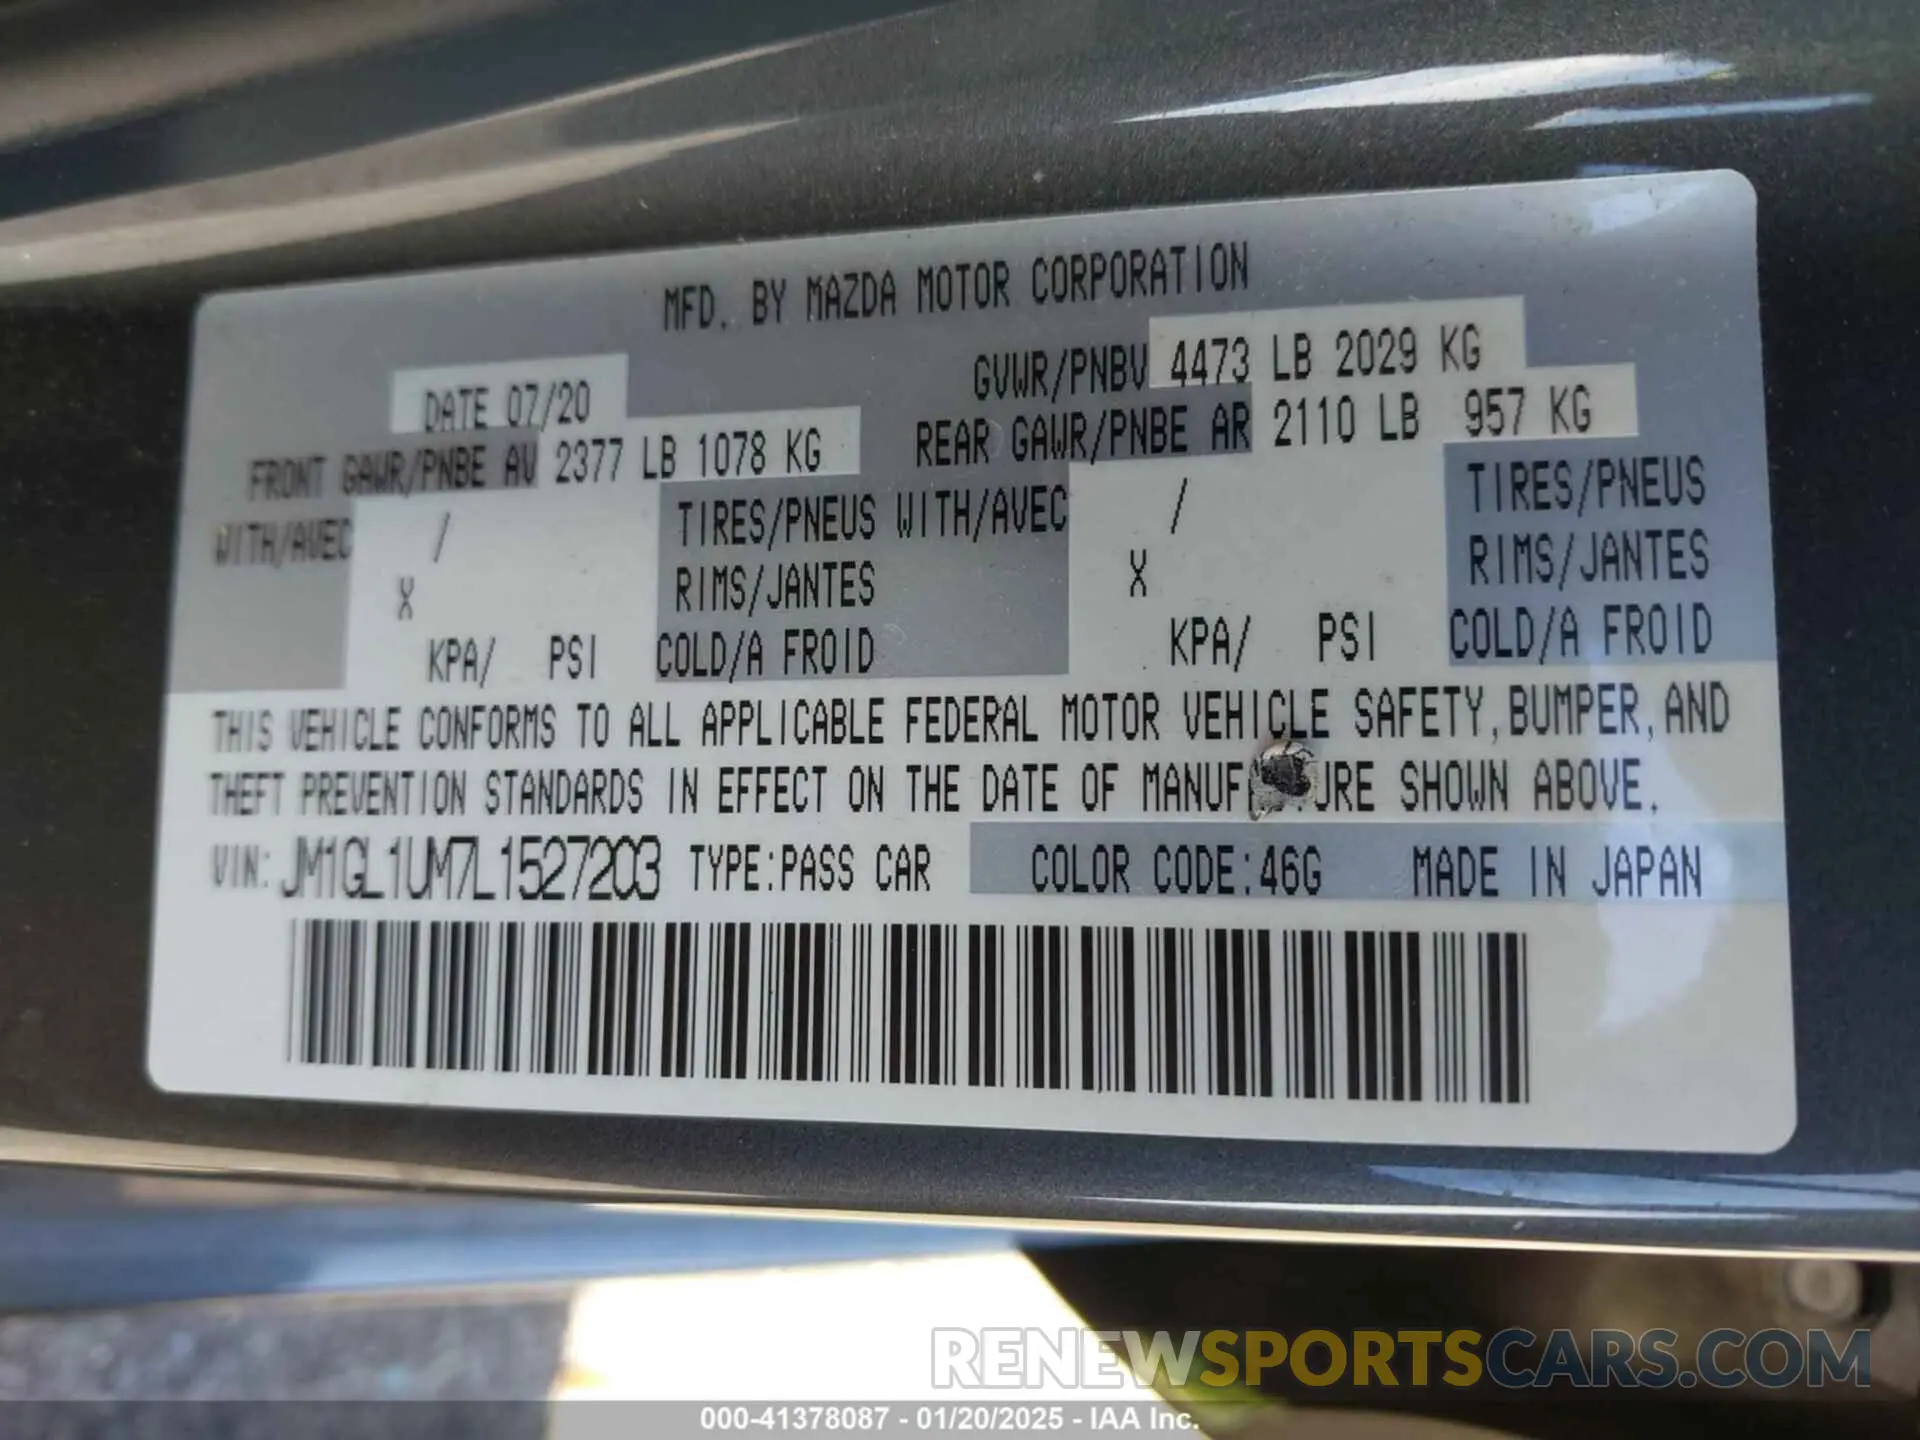 MFD. BY MAZDA MOTOR CORPORATION
DATE 07/20 GVWR/PNBV 4473 LB 2029 KG
FRONT GAWR/PNBE AV 2377 LB 1078 KG REAR GAWR/PNBE AR 2110 LB 957 KG
WITH/AVEC / TIRES/PNEUS WITH/AVEC / TIRES/PNEUS
X RIMS/JANTES X RIMS/JANTES
KPA/ PSI COLD/A FROID KPA/ PSI COLD/A FROID
THIS VEHICLE CONFORMS TO ALL APPLICABLE FEDERAL MOTOR VEHICLE SAFETY, BUMPER, AND
THEFT PREVENTION STANDARDS IN EFFECT ON THE DATE OF SHOWN ABOVE.
VIN: JM1GL1UM7L1527203 TYPE:PASS CAR COLOR CODE:46G MADE IN JAPAN
RENEWSPORTSCARS.COM
000-41378087 - 01/20/2025 - IAA Inc.